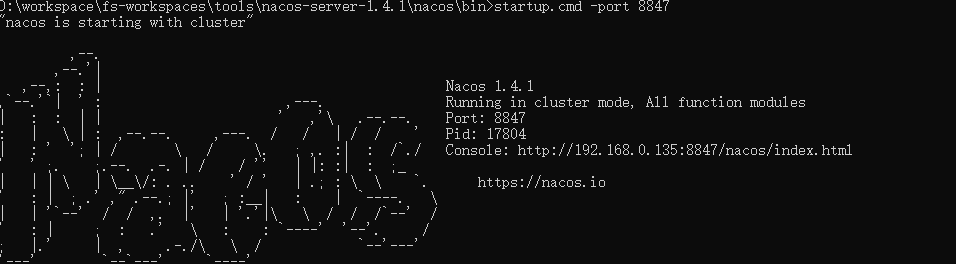 D:\workspace\fs-workspaces\tools\nacos-server-1.4.1\nacos\bin>startup.cmd -port 8847
"nacos is starting with cluster"
Nacos 1.4.1
Running in cluster mode, All function modules
Port: 8847
Pid: 17804
Console: http://192.168.0.135:8847/nacos/index.html
https://nacos.io